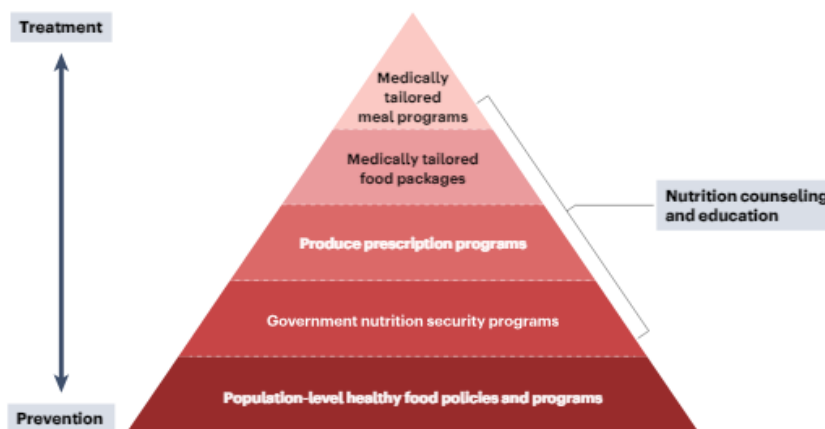 Treatment
Medically
tailored
meal programs
Medically tailored
food packages
Nutrition counseling
and education
Produce prescription programs
Government nutrition security programs
Population-level healthy food policies and programs
Prevention